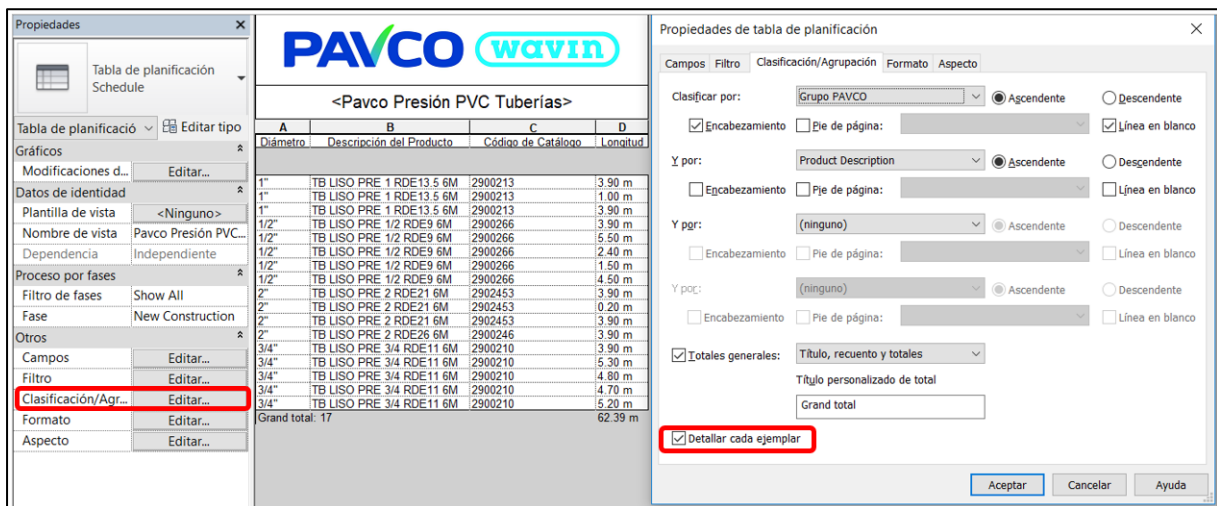 Propiedades
Tabla de planificación
Schedule
Tabla de planificació
Editar tipo
Gráficos
Modificaciones d... Editar...
Datos de identidad
Plantilla de vista <Ninguno>
Nombre de vista Pavco Presión PVC...
Dependencia Independiente
Proceso por fases
Filtro de fases Show All
Fase New Construction
Otros
Campos Editar...
Filtro Editar...
Clasificación/Agr... Editar...
Formato Editar...
Aspecto Editar...
PAVCO wavin
<Pavco Presión PVC Tuberías>
A B C D
Diámetro Descripción del Producto Código de Catálogo Longitud
1" TB LISO PRE 1 RDE13.5 6M 2900213 3.90 m
1" TB LISO PRE 1 RDE13.5 6M 2900213 1.00 m
1" TB LISO PRE 1 RDE13.5 6M 2900213 3.90 m
1/2" TB LISO PRE 1/2 RDE9 6M 2900266 3.90 m
1/2" TB LISO PRE 1/2 RDE9 6M 2900266 5.50 m
1/2" TB LISO PRE 1/2 RDE9 6M 2900266 2.40 m
1/2" TB LISO PRE 1/2 RDE9 6M 2900266 1.50 m
1/2" TB LISO PRE 1/2 RDE9 6M 2900266 4.50 m
2" TB LISO PRE 2 RDE21 6M 2902453 3.90 m
2" TB LISO PRE 2 RDE21 6M 2902453 0.20 m
2" TB LISO PRE 2 RDE21 6M 2902453 3.90 m
2" TB LISO PRE 2 RDE26 6M 2900246 3.90 m
3/4" TB LISO PRE 3/4 RDE11 6M 2900210 3.90 m
3/4" TB LISO PRE 3/4 RDE11 6M 2900210 5.30 m
3/4" TB LISO PRE 3/4 RDE11 6M 2900210 4.80 m
3/4" TB LISO PRE 3/4 RDE11 6M 2900210 4.70 m
3/4" TB LISO PRE 3/4 RDE11 6M 2900210 5.20 m
Grand total: 17 62.39 m
Propiedades de tabla de planificación
Campos Filtro Clasificación/Agrupación Formato Aspecto
Clasificar por: Grupo PAVCO Ascendente Descendente
Encabezamiento Pie de página: Línea en blanco
Y por: Product Description Ascendente Descendente
Encabezamiento Pie de página: Línea en blanco
Y por: (ninguno) Ascendente Descendente
Encabezamiento Pie de página: Línea en blanco
Y por: (ninguno) Ascendente Descendente
Encabezamiento Pie de página: Línea en blanco
Totales generales: Título, recuento y totales
Título personalizado de total
Grand total
Detallar cada ejemplar
Aceptar Cancelar Ayuda